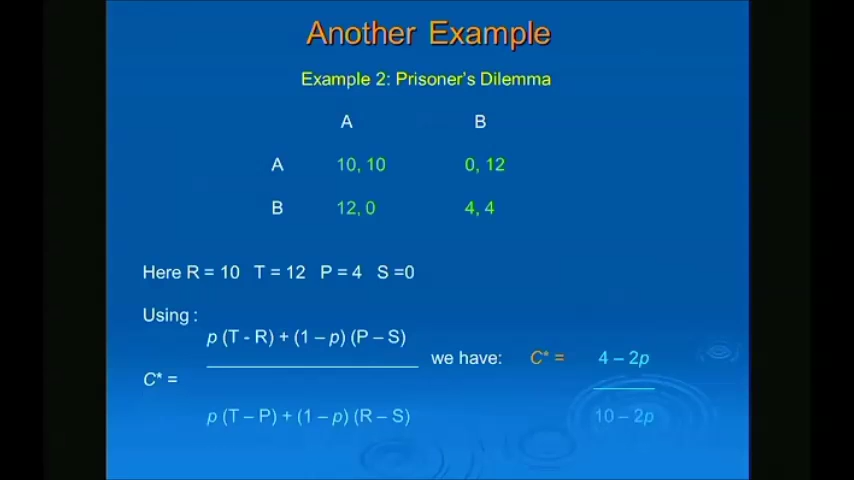 Another Example
Example 2: Prisoner's Dilemma
A B
A 10, 10 0, 12
B 12, 0 4, 4
Here R = 10 T = 12 P = 4 S =0
Using :
p (T - R) + (1 – p) (P – S)
we have: C* = 4 – 2p
C* =
p (T – P) + (1 – p) (R – S) 10 – 2p